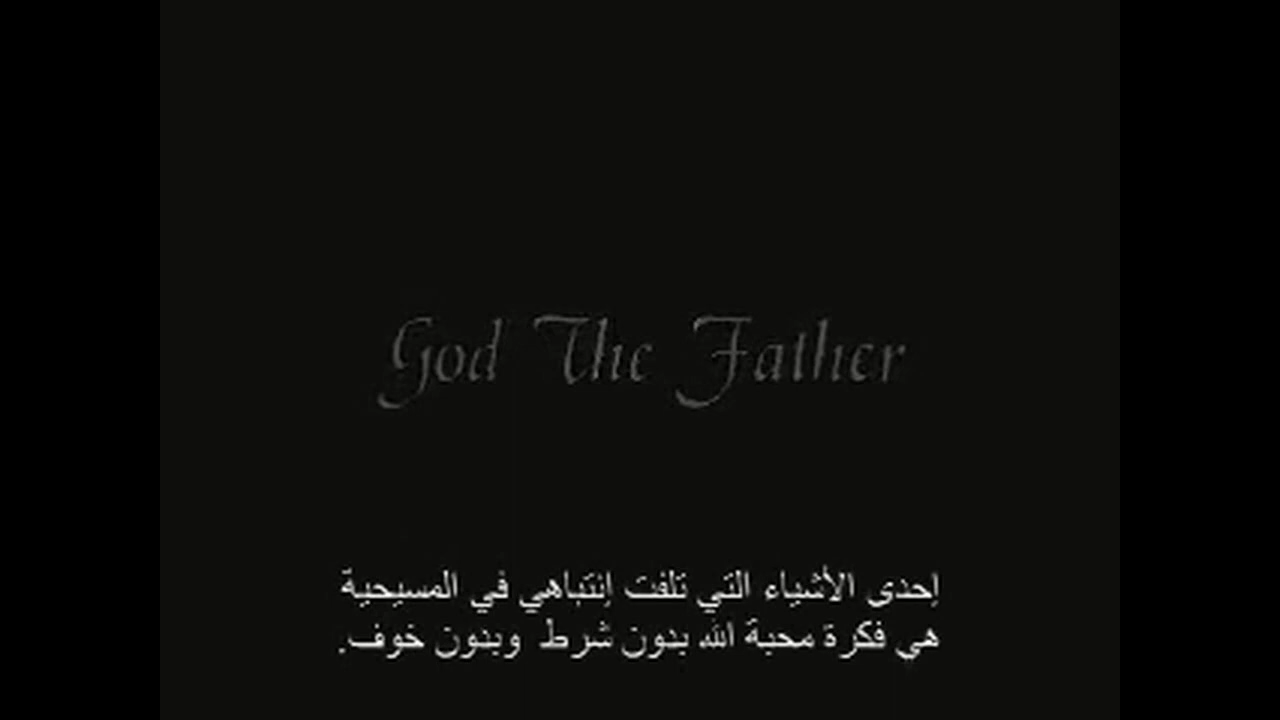 God The Father
إحدى الأشياء التي تلفت إنتباهي في المسيحية
هي فكرة محبة الله بدون شرط وبدون خوف.